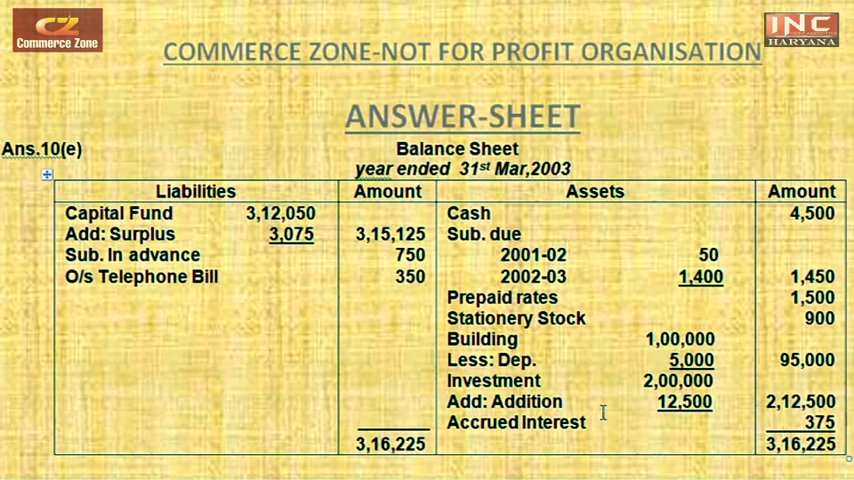 CZ
Commerce Zone
INC
HARYANA
COMMERCE ZONE-NOT FOR PROFIT ORGANISATION
ANSWER-SHEET
Ans.10(e)
Balance Sheet
year ended 31st Mar,2003
Liabilities Amount Assets Amount
Capital Fund 3,12,050 Cash 4,500
Add: Surplus 3,075 3,15,125 Sub. due
Sub. In advance 750 2001-02 50
O/s Telephone Bill 350 2002-03 1,400 1,450
Prepaid rates 1,500
Stationery Stock 900
Building 1,00,000
Less: Dep. 5,000 95,000
Investment 2,00,000
Add: Addition 12,500 2,12,500
Accrued Interest 375
3,16,225 3,16,225